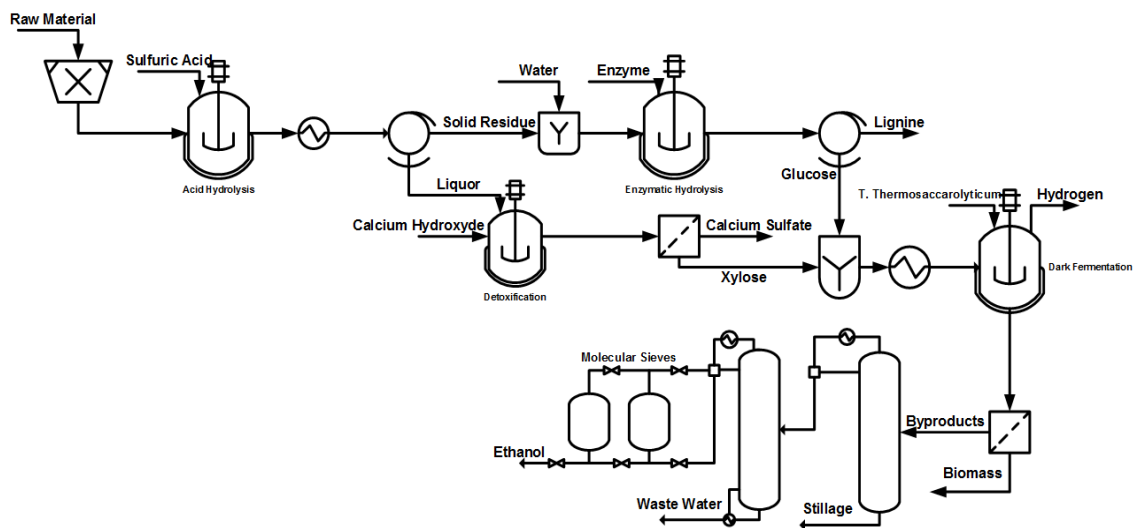 Raw Material
Sulfuric Acid
Water
Enzyme
Solid Residue
Lignine
Acid Hydrolysis
Enzymatic Hydrolysis
Glucose
Liquor
T. Thermosaccarolyticum
Hydrogen
Calcium Hydroxyde
Calcium Sulfate
Dark Fermentation
Xylose
Detoxification
Molecular Sieves
Byproducts
Ethanol
Biomass
Waste Water
Stillage